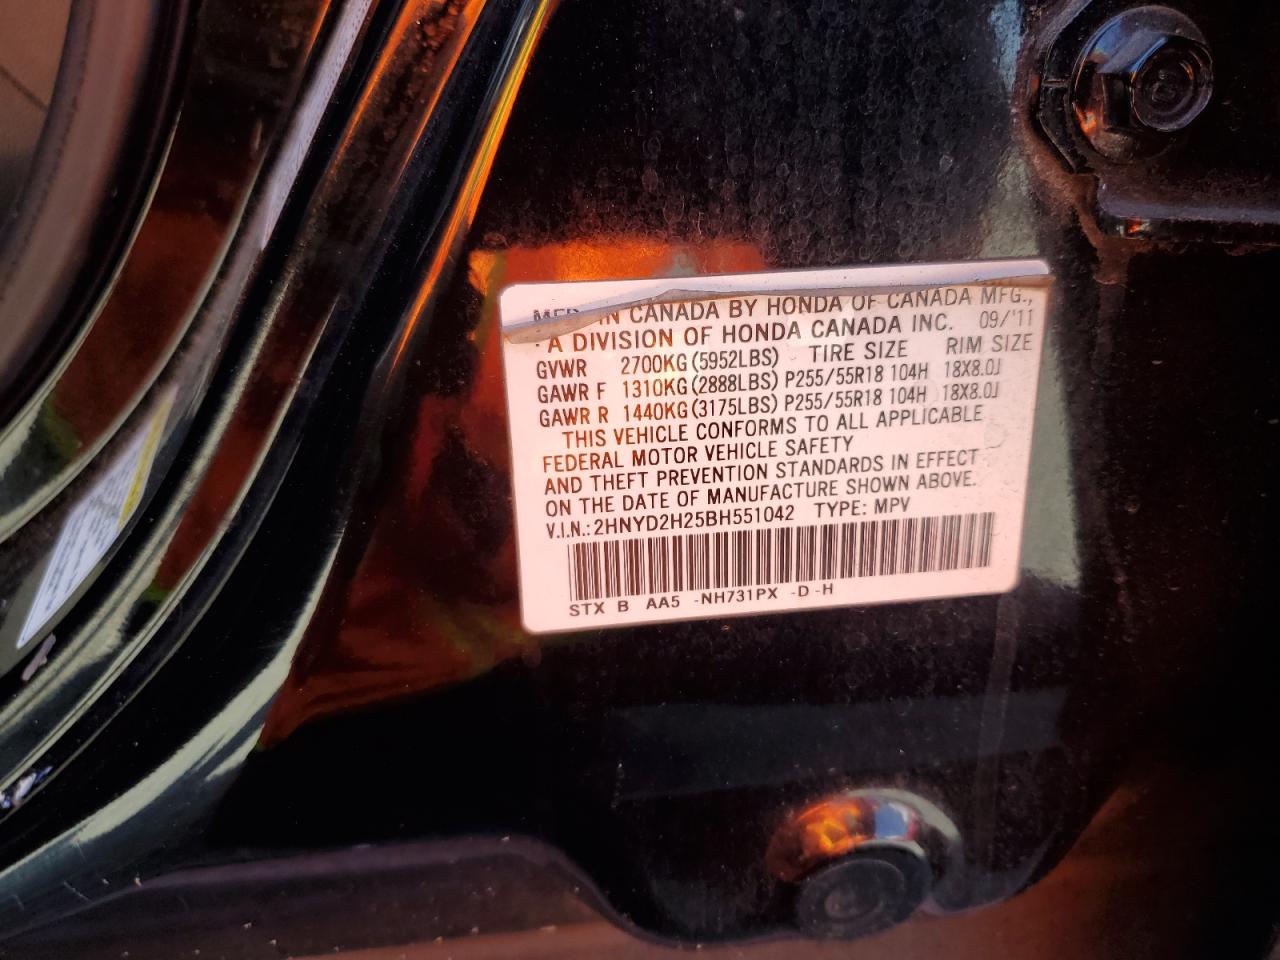 MFD IN CANADA BY HONDA OF CANADA MFG.,
A DIVISION OF HONDA CANADA INC. 09/'11
GVWR 2700KG(5952LBS) TIRE SIZE RIM SIZE
GAWR F 1310KG(2888LBS) P255/55R18 104H 18X8.0J
GAWR R 1440KG(3175LBS) P255/55R18 104H 18X8.0J
THIS VEHICLE CONFORMS TO ALL APPLICABLE
FEDERAL MOTOR VEHICLE SAFETY
AND THEFT PREVENTION STANDARDS IN EFFECT
ON THE DATE OF MANUFACTURE SHOWN ABOVE.
V.I.N.:2HNYD2H25BH551042 TYPE: MPV
STX B AA5 -NH731PX -D -H